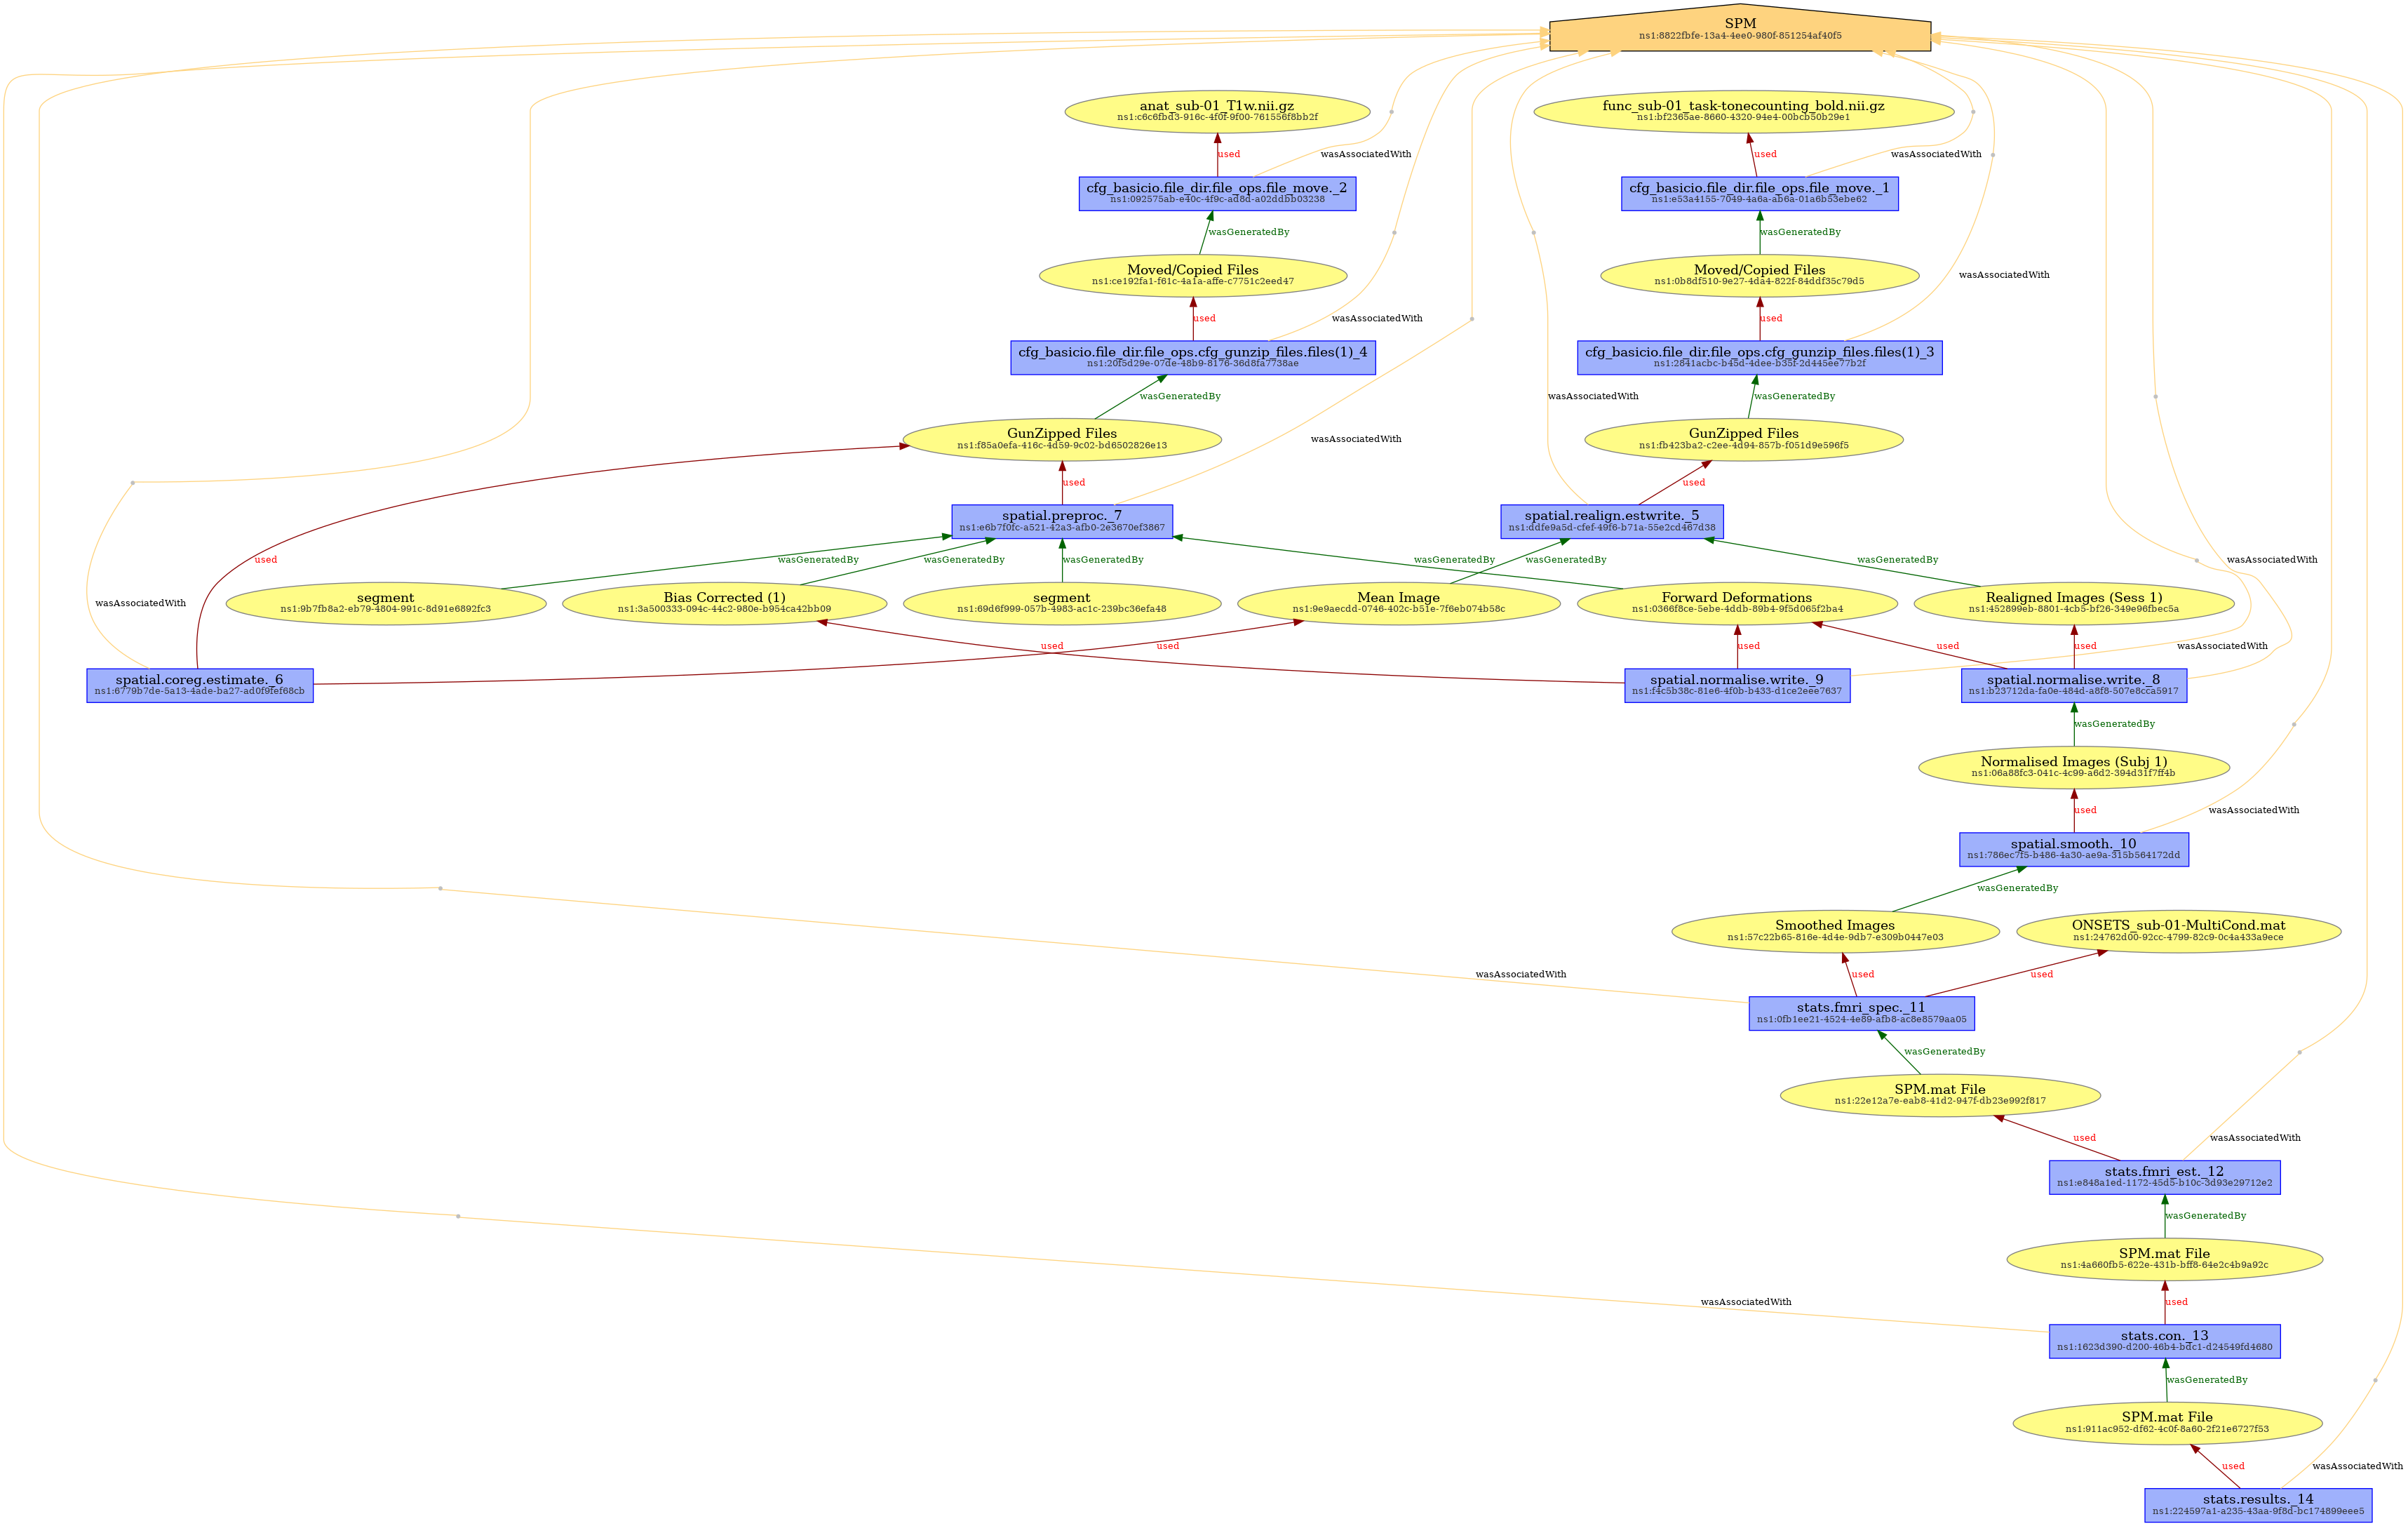 SPM
ns1:8822fbfe-13a4-4ee0-980f-851254af40f5
anat_sub-01_T1w.nii.gz
ns1:c6c6fbd3-916c-4f0f-9f00-761556f8bb2f
func_sub-01_task-tonecounting_bold.nii.gz
ns1:bf2365ae-8660-4320-94e4-00bcb50b29e1
used
wasAssociatedWith
used
wasAssociatedWith
cfg_basicio.file_dir.file_ops.file_move._2
ns1:092575ab-e40c-4f9c-ad8d-a02ddbb03238
cfg_basicio.file_dir.file_ops.file_move._1
ns1:e53a4155-7049-4a6a-ab6a-01a6b53ebe62
wasGeneratedBy
wasGeneratedBy
Moved/Copied Files
ns1:ce192fa1-f61c-4a1a-affe-c7751c2eed47
Moved/Copied Files
ns1:0b8df510-9e27-4da4-822f-84ddf35c79d5
wasAssociatedWith
used
wasAssociatedWith
used
cfg_basicio.file_dir.file_ops.cfg_gunzip_files.files(1)_4
ns1:20f5d29e-07de-48b9-8176-36d8fa7738ae
cfg_basicio.file_dir.file_ops.cfg_gunzip_files.files(1)_3
ns1:2841acbc-b45d-4dee-b35f-2d445ee77b2f
wasGeneratedBy
wasAssociatedWith
wasGeneratedBy
GunZipped Files
ns1:f85a0efa-416c-4d59-9c02-bd6502826e13
wasAssociatedWith
GunZipped Files
ns1:fb423ba2-c2ee-4d94-857b-f051d9e596f5
used
used
spatial.preproc._7
ns1:e6b7f0fc-a521-42a3-afb0-2e3670ef3867
spatial.realign.estwrite._5
ns1:ddfe9a5d-cfef-49f6-b71a-55e2cd467d38
used
wasGeneratedBy
wasGeneratedBy
wasGeneratedBy
wasGeneratedBy
wasGeneratedBy
wasGeneratedBy
wasAssociatedWith
wasAssociatedWith
segment
ns1:9b7fb8a2-eb79-4804-991c-8d91e6892fc3
Bias Corrected (1)
ns1:3a500333-094c-44c2-980e-b954ca42bb09
segment
ns1:69d6f999-057b-4983-ac1c-239bc36efa48
Mean Image
ns1:9e9aecdd-0746-402c-b51e-7f6eb074b58c
Forward Deformations
ns1:0366f8ce-5ebe-4ddb-89b4-9f5d065f2ba4
Realigned Images (Sess 1)
ns1:452899eb-8801-4cb5-bf26-349e96fbec5a
used
used
used
used
used
wasAssociatedWith
spatial.coreg.estimate._6
ns1:6779b7de-5a13-4ade-ba27-ad0f9fef68cb
spatial.normalise.write._9
ns1:f4c5b38c-81e6-4f0b-b433-d1ce2eee7637
spatial.normalise.write._8
ns1:b23712da-fa0e-484d-a8f8-507e8cca5917
wasGeneratedBy
Normalised Images (Subj 1)
ns1:06a88fc3-041c-4c99-a6d2-394d31f7ff4b
used
wasAssociatedWith
spatial.smooth._10
ns1:786ec7f5-b486-4a30-ae9a-315b564172dd
wasGeneratedBy
Smoothed Images
ns1:57c22b65-816e-4d4e-9db7-e309b0447e03
ONSETS_sub-01-MultiCond.mat
ns1:24762d00-92cc-4799-82c9-0c4a433a9ece
wasAssociatedWith
used
used
stats.fmri_spec._11
ns1:0fb1ee21-4524-4e89-afb8-ac8e8579aa05
wasGeneratedBy
SPM.mat File
ns1:22e12a7e-eab8-41d2-947f-db23e992f817
used
wasAssociatedWith
stats.fmri_est._12
ns1:e848a1ed-1172-45d5-b10c-3d93e29712e2
wasGeneratedBy
SPM.mat File
ns1:4a660fb5-622e-431b-bff8-64e2c4b9a92c
wasAssociatedWith
used
stats.con._13
ns1:1623d390-d200-46b4-bdc1-d24549fd4680
wasGeneratedBy
SPM.mat File
ns1:911ac952-df62-4c0f-8a60-2f21e6727f53
used
wasAssociatedWith
stats.results._14
ns1:224597a1-a235-43aa-9f8d-bc174899eee5